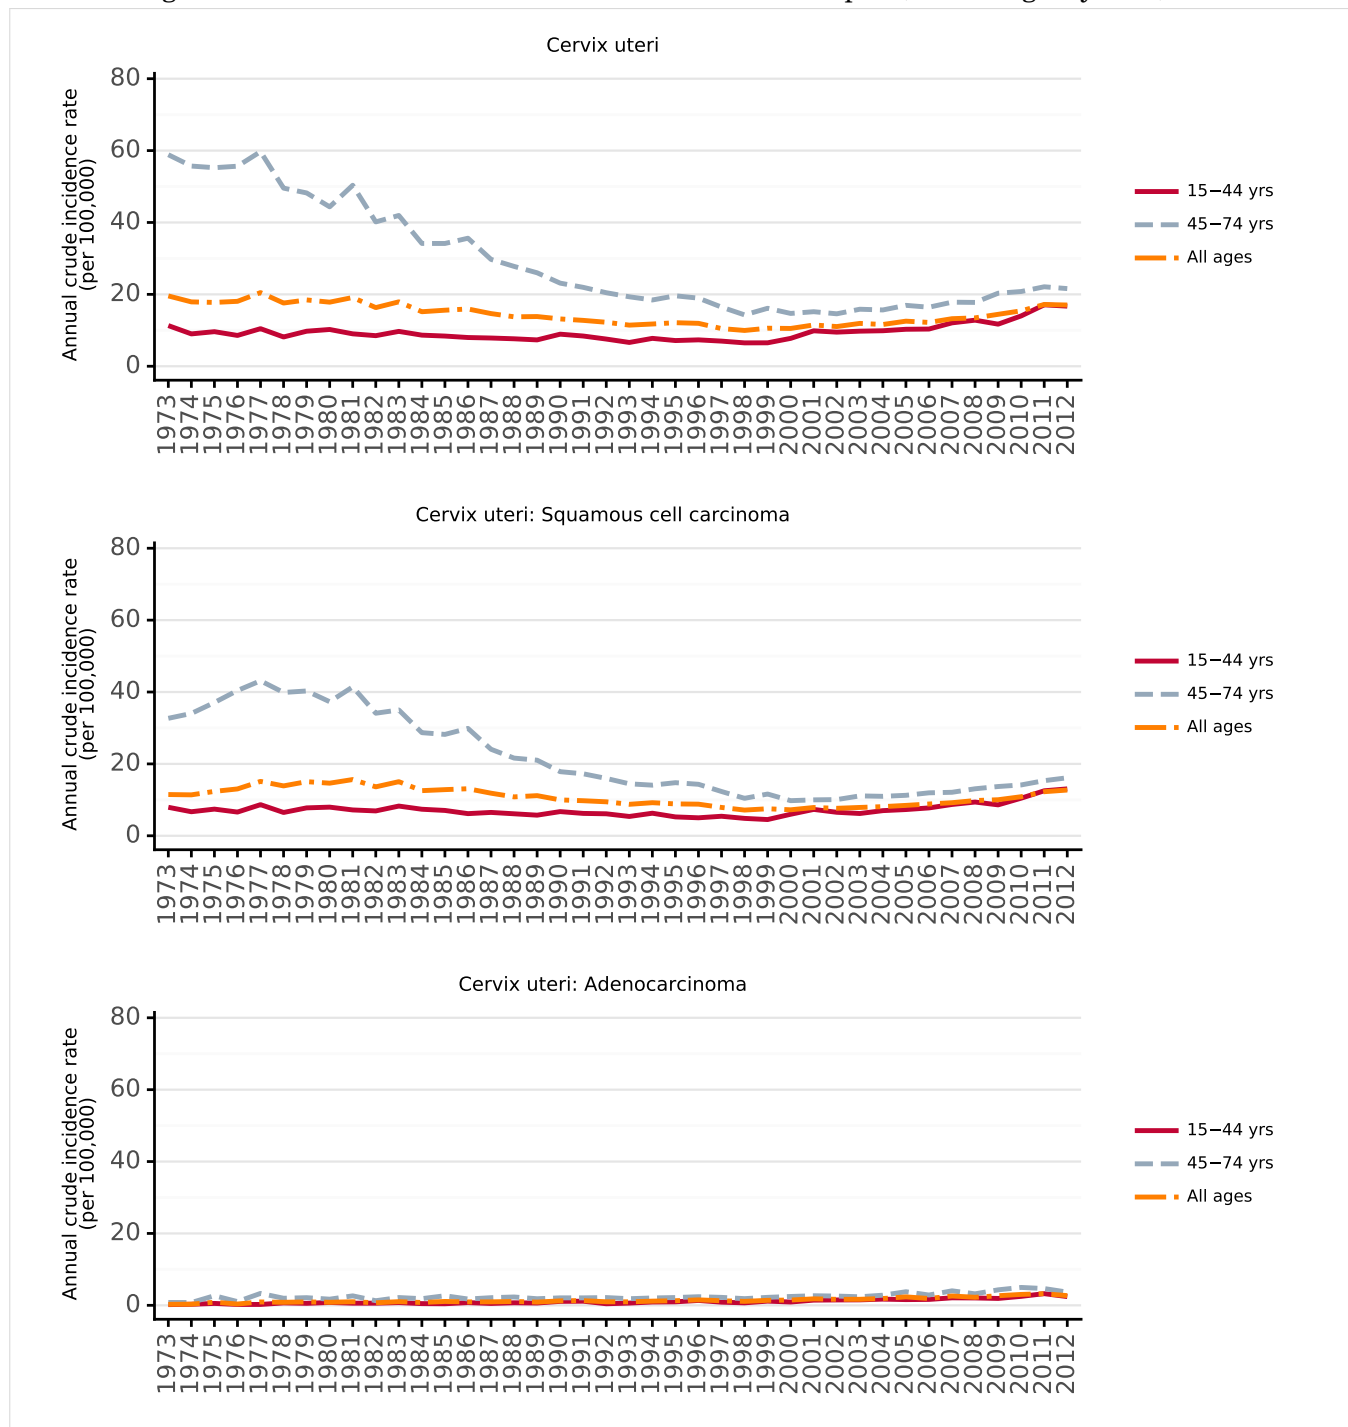 Cervix uteri
Annual crude incidence rate
(per 100,000)
80
60
40
20
0
1973 1974 1975 1976 1977 1978 1979 1980 1981 1982 1983 1984 1985 1986 1987 1988 1989 1990 1991 1992 1993 1994 1995 1996 1997 1998 1999 2000 2001 2002 2003 2004 2005 2006 2007 2008 2009 2010 2011 2012
15−44 yrs
45−74 yrs
All ages
Cervix uteri: Squamous cell carcinoma
Annual crude incidence rate
(per 100,000)
80
60
40
20
0
1973 1974 1975 1976 1977 1978 1979 1980 1981 1982 1983 1984 1985 1986 1987 1988 1989 1990 1991 1992 1993 1994 1995 1996 1997 1998 1999 2000 2001 2002 2003 2004 2005 2006 2007 2008 2009 2010 2011 2012
15−44 yrs
45−74 yrs
All ages
Cervix uteri: Adenocarcinoma
Annual crude incidence rate
(per 100,000)
80
60
40
20
0
1973 1974 1975 1976 1977 1978 1979 1980 1981 1982 1983 1984 1985 1986 1987 1988 1989 1990 1991 1992 1993 1994 1995 1996 1997 1998 1999 2000 2001 2002 2003 2004 2005 2006 2007 2008 2009 2010 2011 2012
15−44 yrs
45−74 yrs
All ages